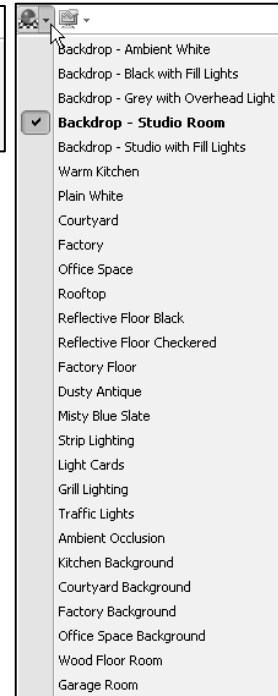 Backdrop - Ambient White
Backdrop - Black with Fill Lights
Backdrop - Grey with Overhead Light
Backdrop - Studio Room
Backdrop - Studio with Fill Lights
Warm Kitchen
Plain White
Courtyard
Factory
Office Space
Rooftop
Reflective Floor Black
Reflective Floor Checkered
Factory Floor
Dusty Antique
Misty Blue Slate
Strip Lighting
Light Cards
Grill Lighting
Traffic Lights
Ambient Occlusion
Kitchen Background
Courtyard Background
Factory Background
Office Space Background
Wood Floor Room
Garage Room